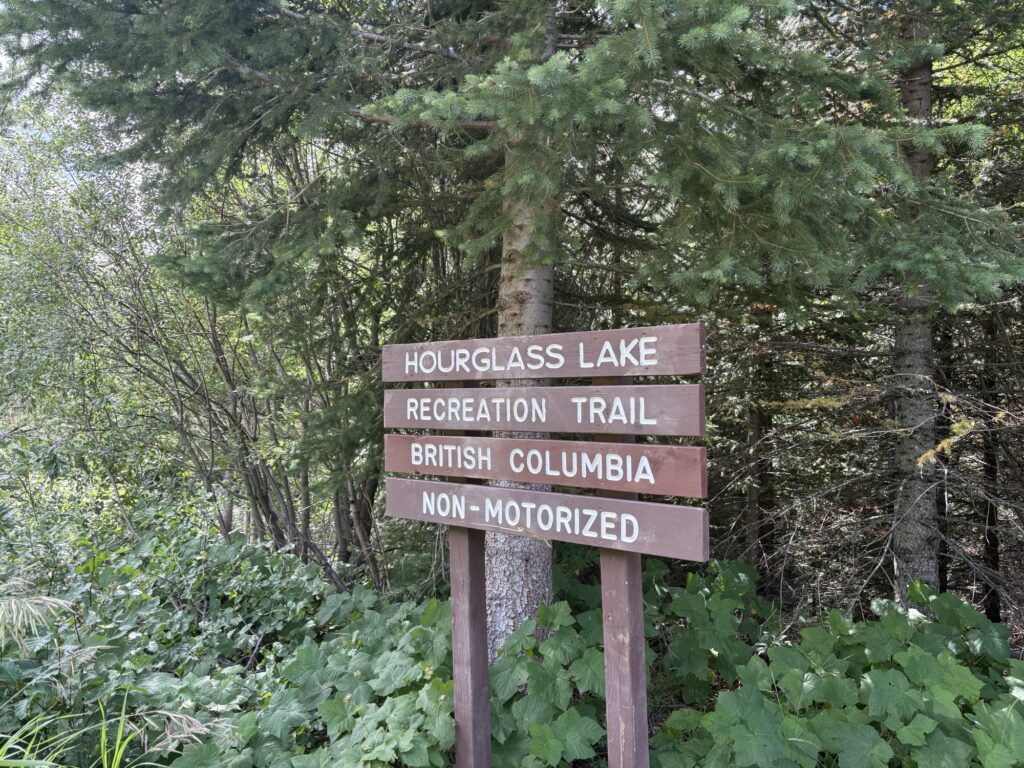 HOURGLASS LAKE
RECREATION TRAIL
BRITISH COLUMBIA
NON-MOTORIZED